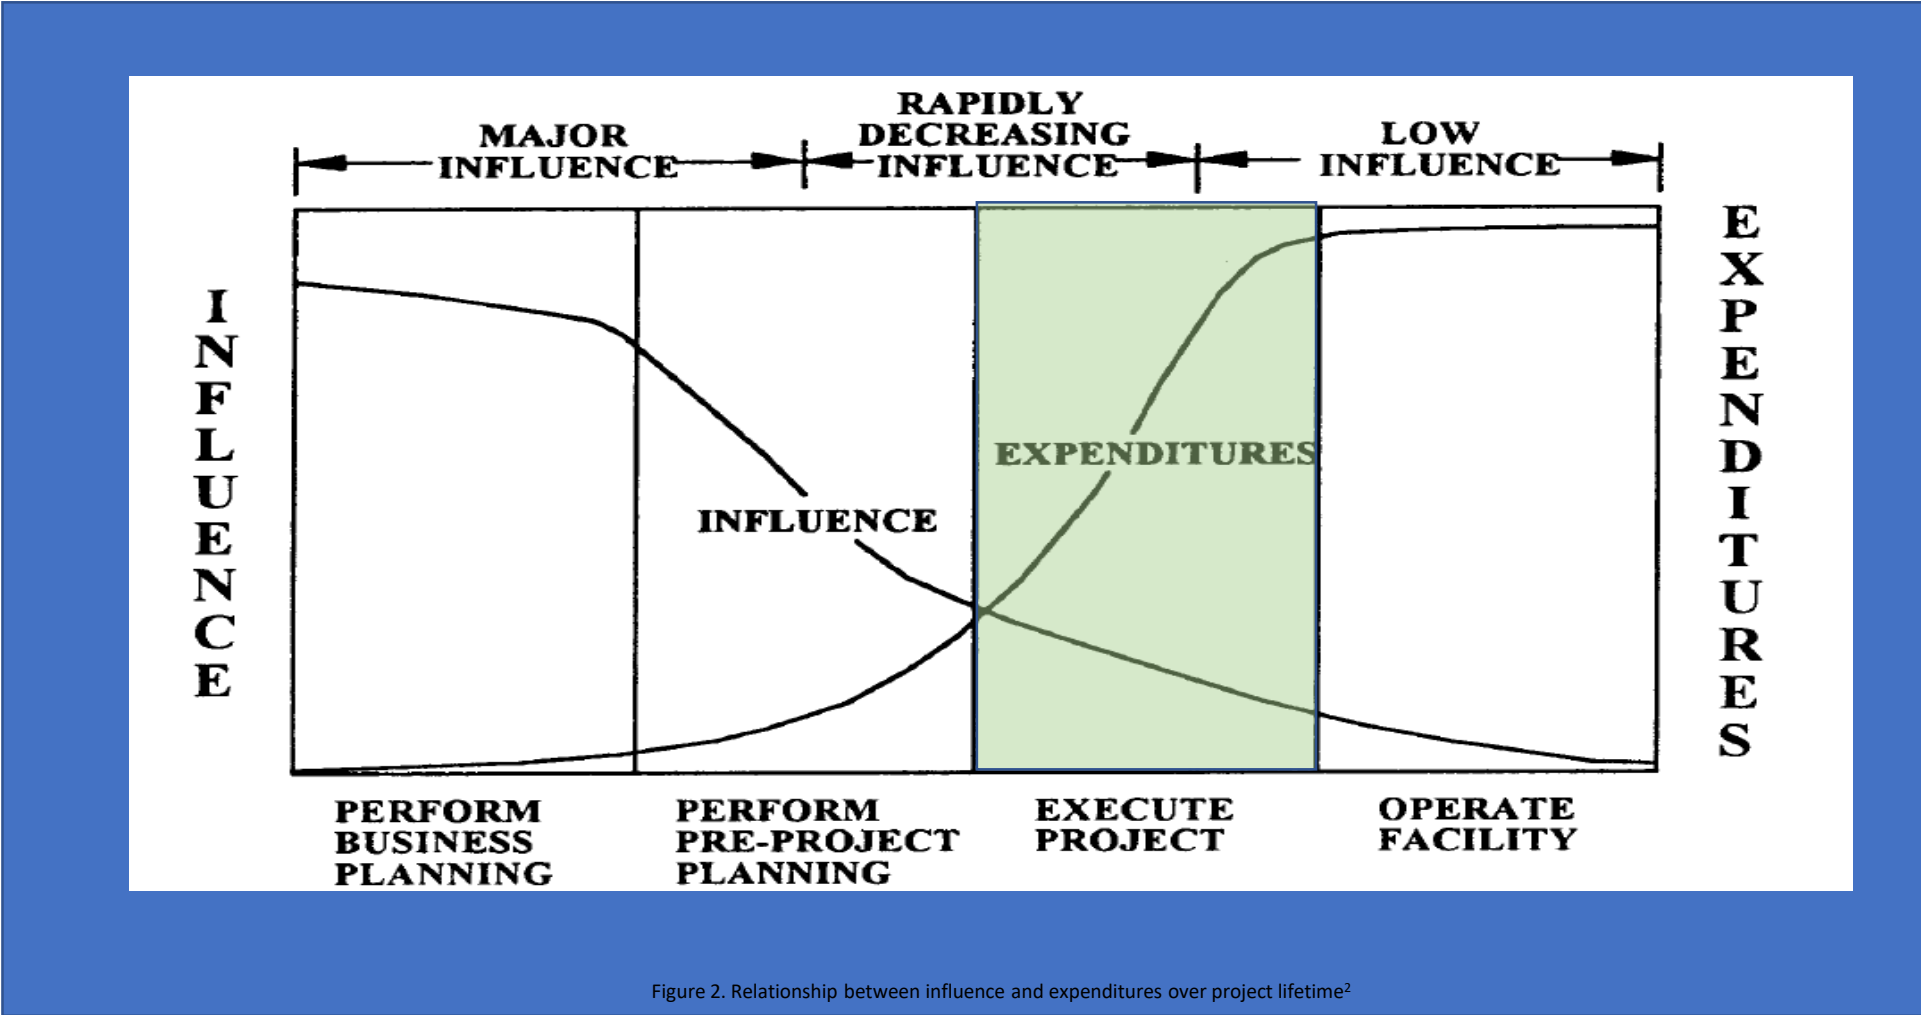 MAJOR
INFLUENCE
RAPIDLY
DECREASING
INFLUENCE
LOW
INFLUENCE
INFLUENCE
EXPENDITURES
INFLUENCE
EXPENDITURES
PERFORM
BUSINESS
PLANNING
PERFORM
PRE-PROJECT
PLANNING
EXECUTE
PROJECT
OPERATE
FACILITY
Figure 2. Relationship between influence and expenditures over project lifetime²